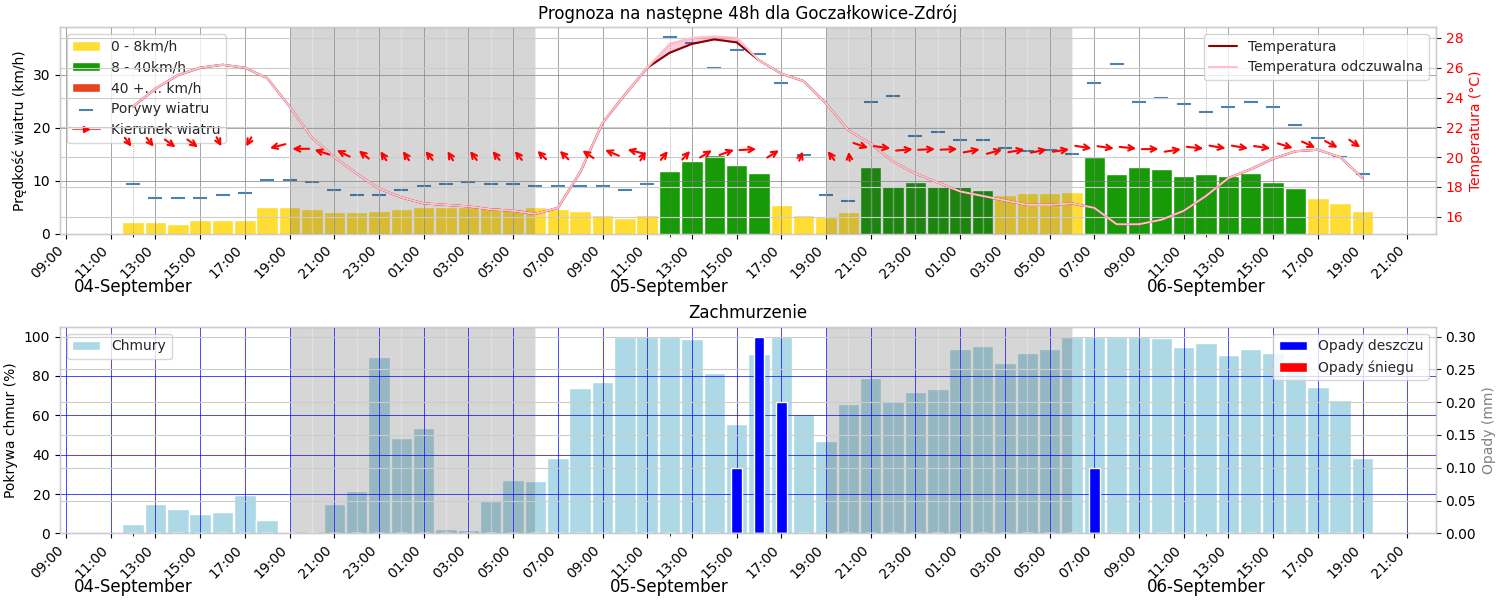 Prognoza na następne 48h dla Goczałkowice-Zdrój
0 - 8km/h
8 - 40km/h
40 +.... km/h
Porywy wiatru
Kierunek wiatru
Temperatura
Temperatura odczuwalna
Prędkość wiatru (km/h)
30
20
10
0
28
26
24
22
20
18
16
Temperatura (°C)
09:00 11:00 13:00 15:00 17:00 19:00 21:00 23:00 01:00 03:00 05:00 07:00 09:00 11:00 13:00 15:00 17:00 19:00 21:00 23:00 01:00 03:00 05:00 07:00 09:00 11:00 13:00 15:00 17:00 19:00 21:00
04-September 05-September 06-September
Zachmurzenie
Chmury
Opady deszczu
Opady śniegu
Pokrywa chmur (%)
100
80
60
40
20
0
0.30
0.25
0.20
0.15
0.10
0.05
0.00
Opady (mm)
09:00 11:00 13:00 15:00 17:00 19:00 21:00 23:00 01:00 03:00 05:00 07:00 09:00 11:00 13:00 15:00 17:00 19:00 21:00 23:00 01:00 03:00 05:00 07:00 09:00 11:00 13:00 15:00 17:00 19:00 21:00
04-September 05-September 06-September